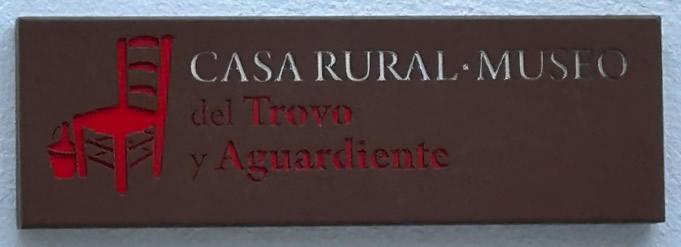 CASA RURAL·MUSEO
del Trovo
y Aguardiente